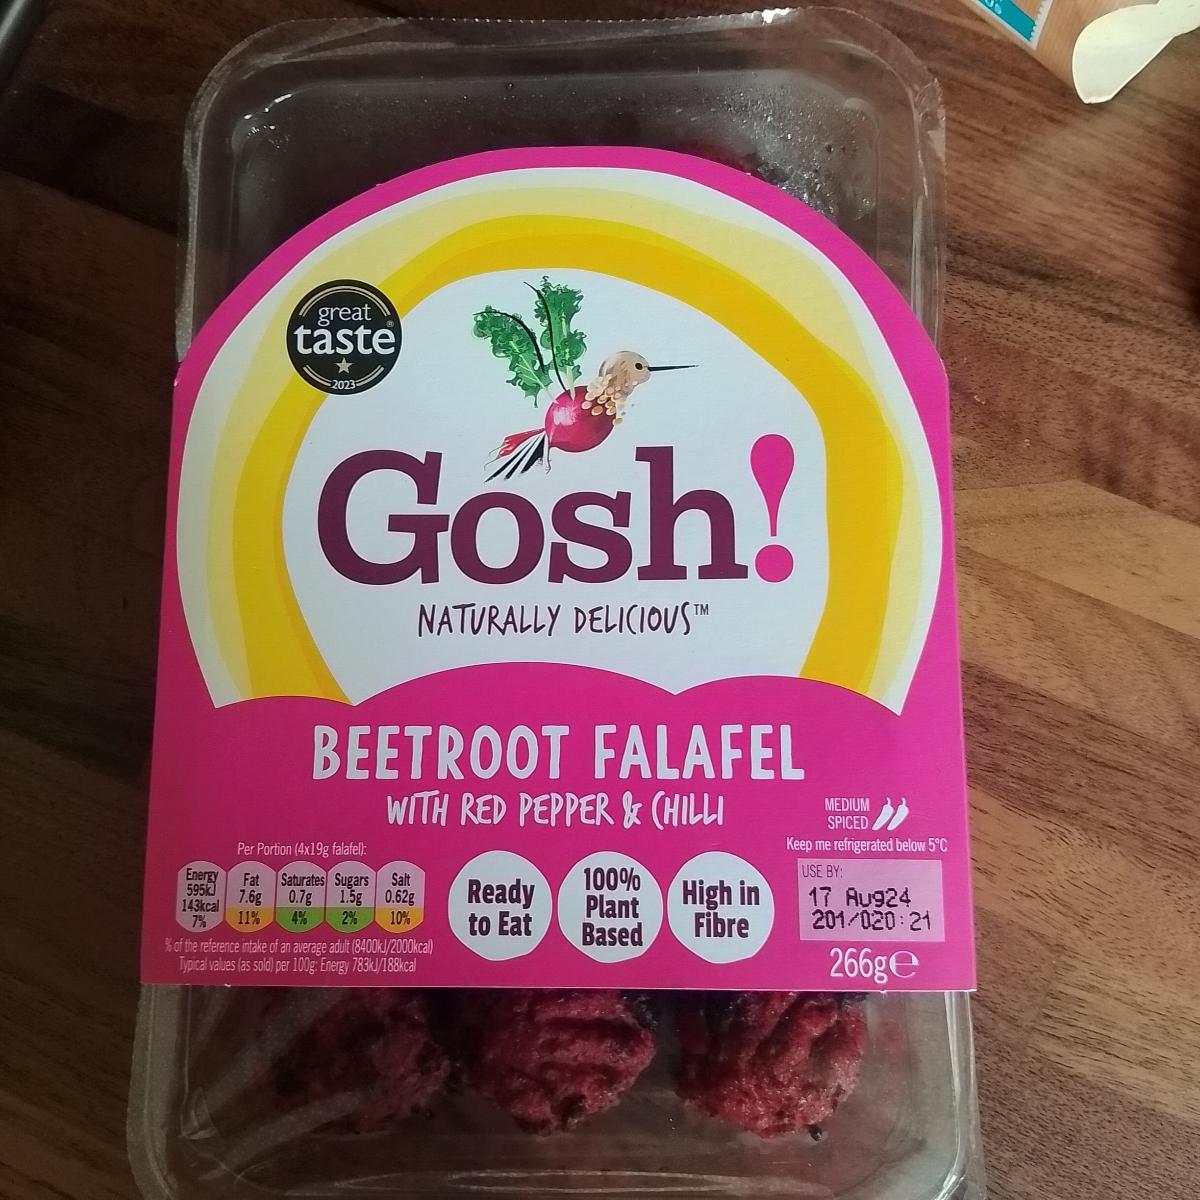 great
taste®
2023
Gosh!
NATURALLY DELICIOUS™
BEETROOT FALAFEL
WITH RED PEPPER & CHILLI
MEDIUM
SPICED
Keep me refrigerated below 5°C
Per Portion (4x19g falafel):
Energy
595kJ
143kcal
7%
Fat
7.6g
11%
Saturates
0.7g
4%
Sugars
1.5g
2%
Salt
0.62g
10%
% of the reference intake of an average adult (8400kJ/2000kcal)
Typical values (as sold) per 100g: Energy 783kJ/188kcal
Ready
to Eat
100%
Plant
Based
High in
Fibre
USE BY:
17 Aug24
201/020:21
266g℮